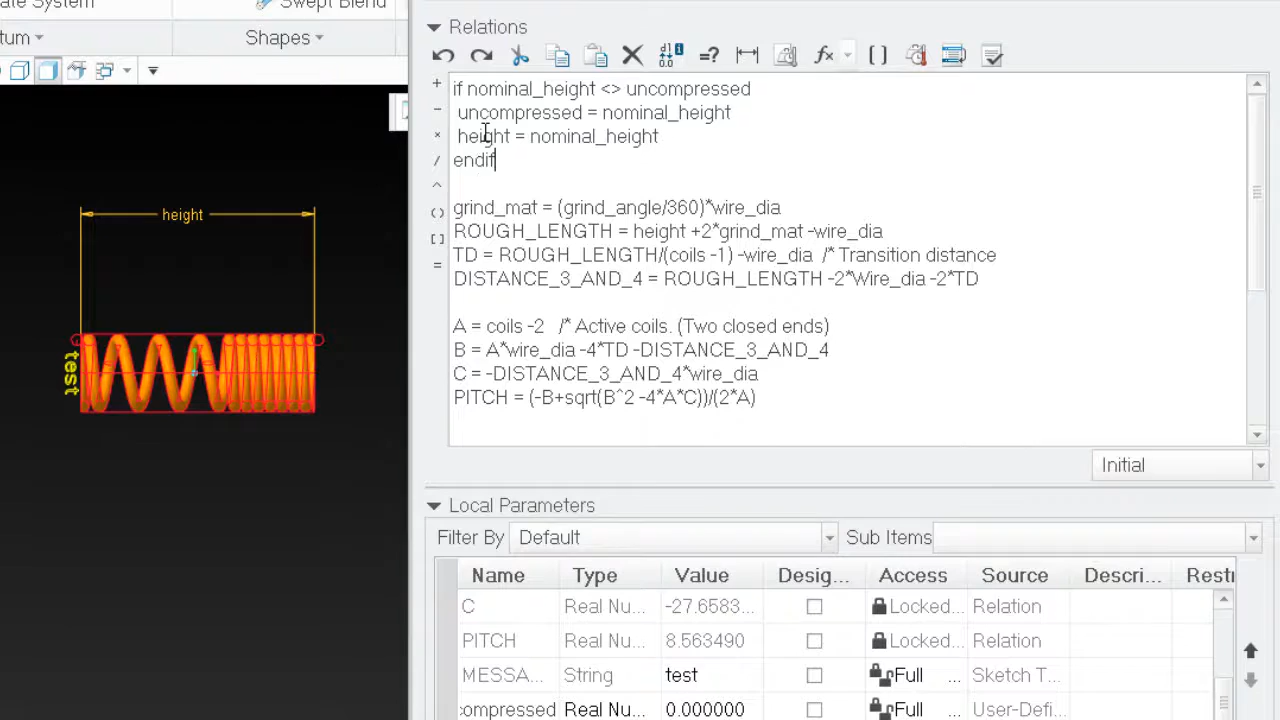 Swept Blend
Shapes
height
test
Relations
if nominal_height <> uncompressed
uncompressed = nominal_height
height = nominal_height
endif
grind_mat = (grind_angle/360)*wire_dia
ROUGH_LENGTH = height +2*grind_mat -wire_dia
TD = ROUGH_LENGTH/(coils -1) -wire_dia /* Transition distance
DISTANCE_3_AND_4 = ROUGH_LENGTH -2*Wire_dia -2*TD
A = coils -2 /* Active coils. (Two closed ends)
B = A*wire_dia -4*TD -DISTANCE_3_AND_4
C = -DISTANCE_3_AND_4*wire_dia
PITCH = (-B+sqrt(B^2 -4*A*C))/(2*A)
Initial
Local Parameters
Filter By Default Sub Items
Name Type Value Desig... Access Source Descri... Restr
C Real Nu... -27.6583... Locked... Relation
PITCH Real Nu... 8.563490 Locked... Relation
MESSA... String test Full ... Sketch T...
compressed Real Nu... 0.000000 Full ... User-Defi...